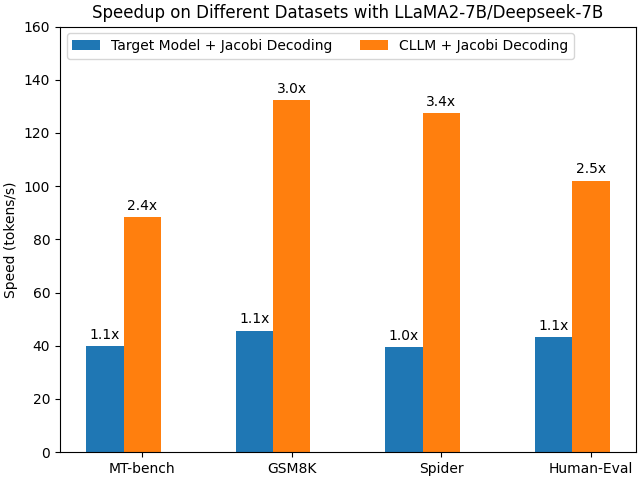 Speedup on Different Datasets with LLaMA2-7B/Deepseek-7B
Target Model + Jacobi Decoding
CLLM + Jacobi Decoding
Speed (tokens/s)
160
140
120
100
80
60
40
20
0
1.1x
2.4x
1.1x
3.0x
1.0x
3.4x
1.1x
2.5x
MT-bench
GSM8K
Spider
Human-Eval